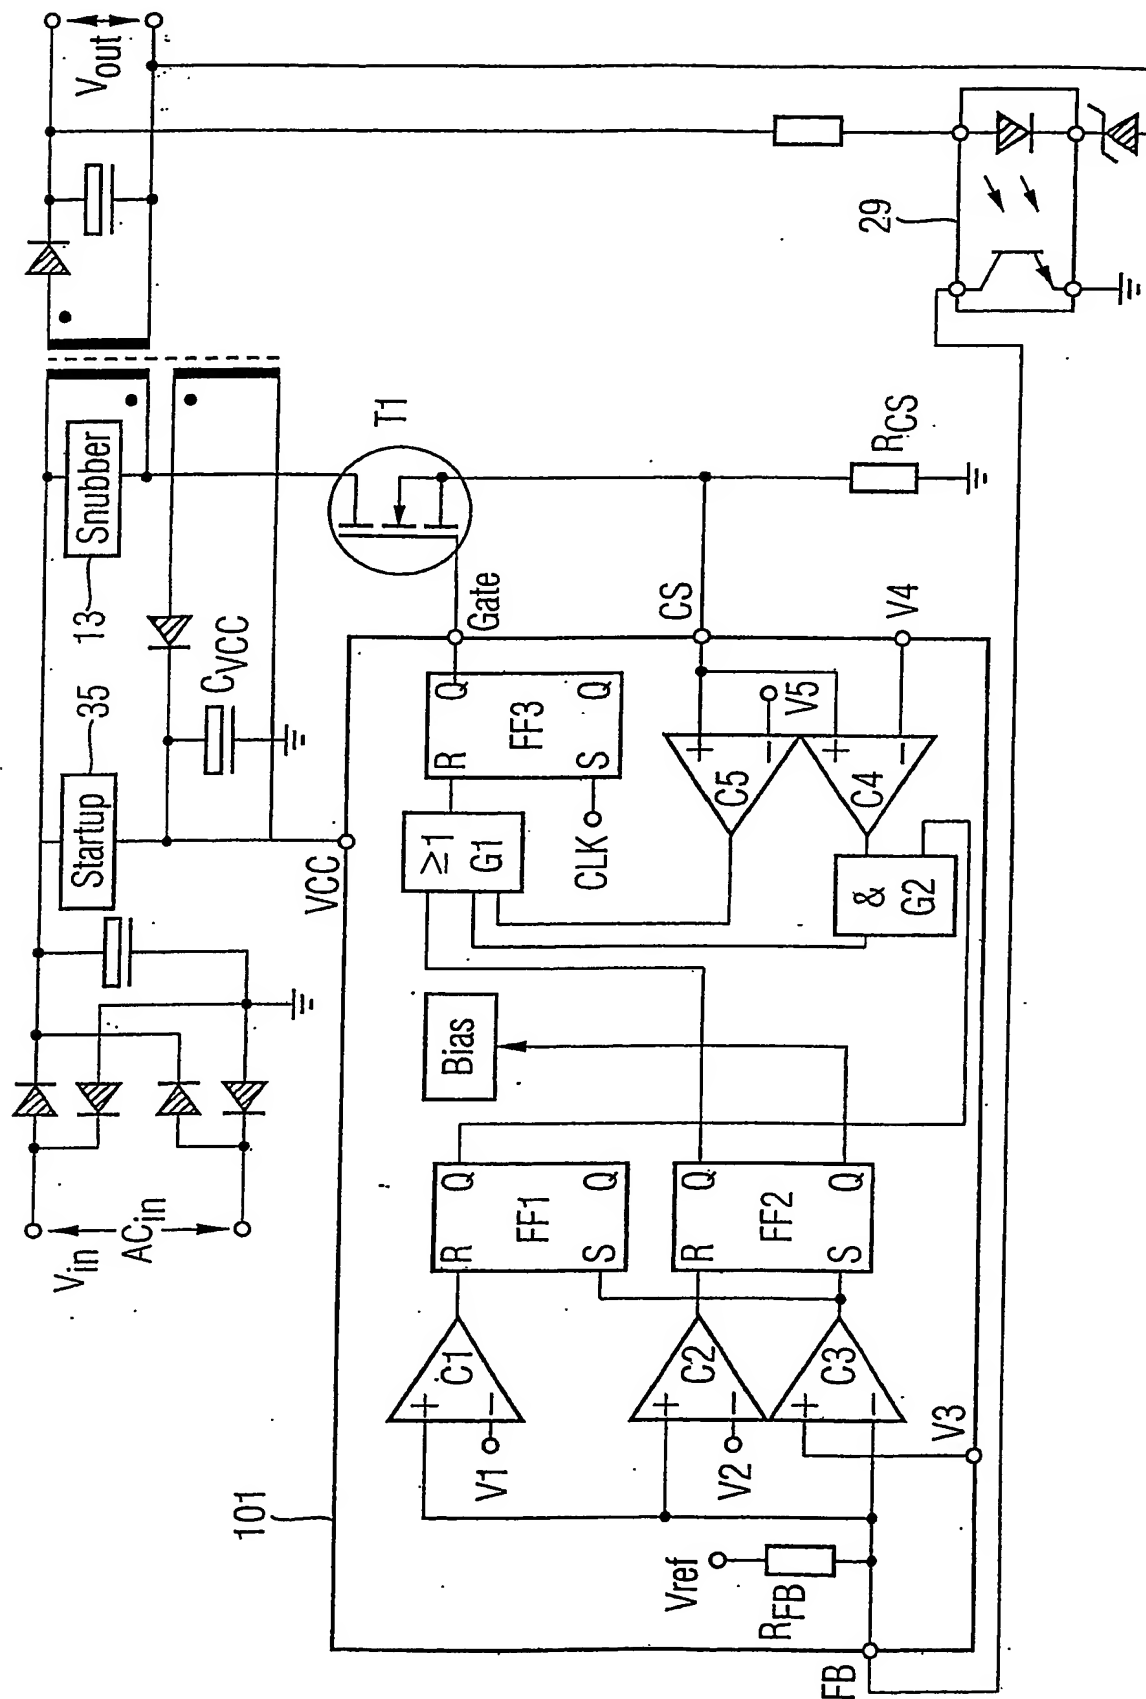 Vin
ACin
Startup
35
Snubber
13
Vout
CVCC
VCC
T1
Gate
29
101
C1
+
−
V1
R
Q
FF1
S
Q
Bias
≥1
G1
R
Q
FF3
S
Q
CLK
CS
RCS
C5
+
−
V5
C4
+
−
V4
&
G2
Vref
RFB
FB
C2
+
−
V2
C3
+
−
V3
R
Q
FF2
S
Q